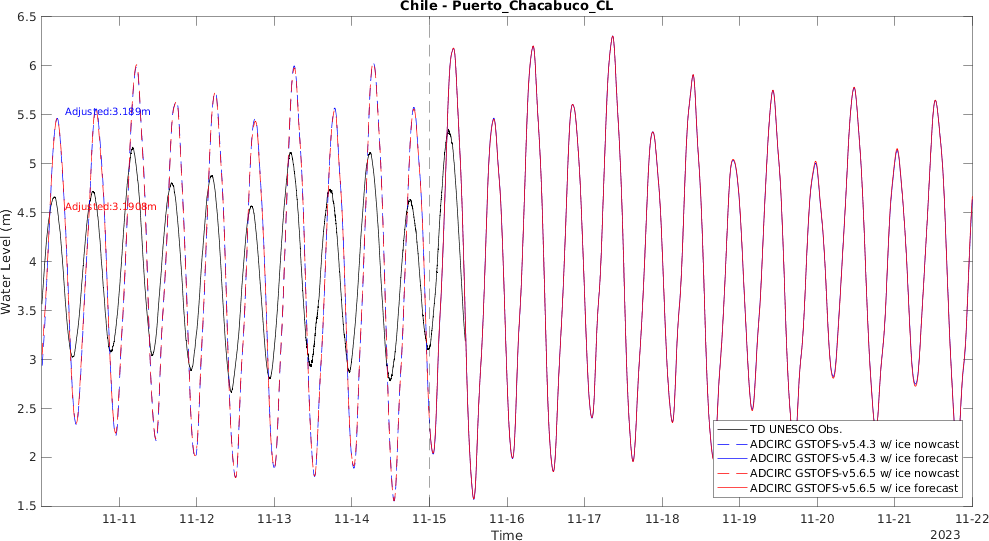 Chile - Puerto_Chacabuco_CL
6.5
6
5.5
5
4.5
4
3.5
3
2.5
2
1.5
Water Level (m)
Adjusted:3.189m
Adjusted:3.1908m
TD UNESCO Obs.
ADCIRC GSTOFS-v5.4.3 w/ ice nowcast
ADCIRC GSTOFS-v5.4.3 w/ ice forecast
ADCIRC GSTOFS-v5.6.5 w/ ice nowcast
ADCIRC GSTOFS-v5.6.5 w/ ice forecast
11-11 11-12 11-13 11-14 11-15 11-16 11-17 11-18 11-19 11-20 11-21 11-22
Time
2023